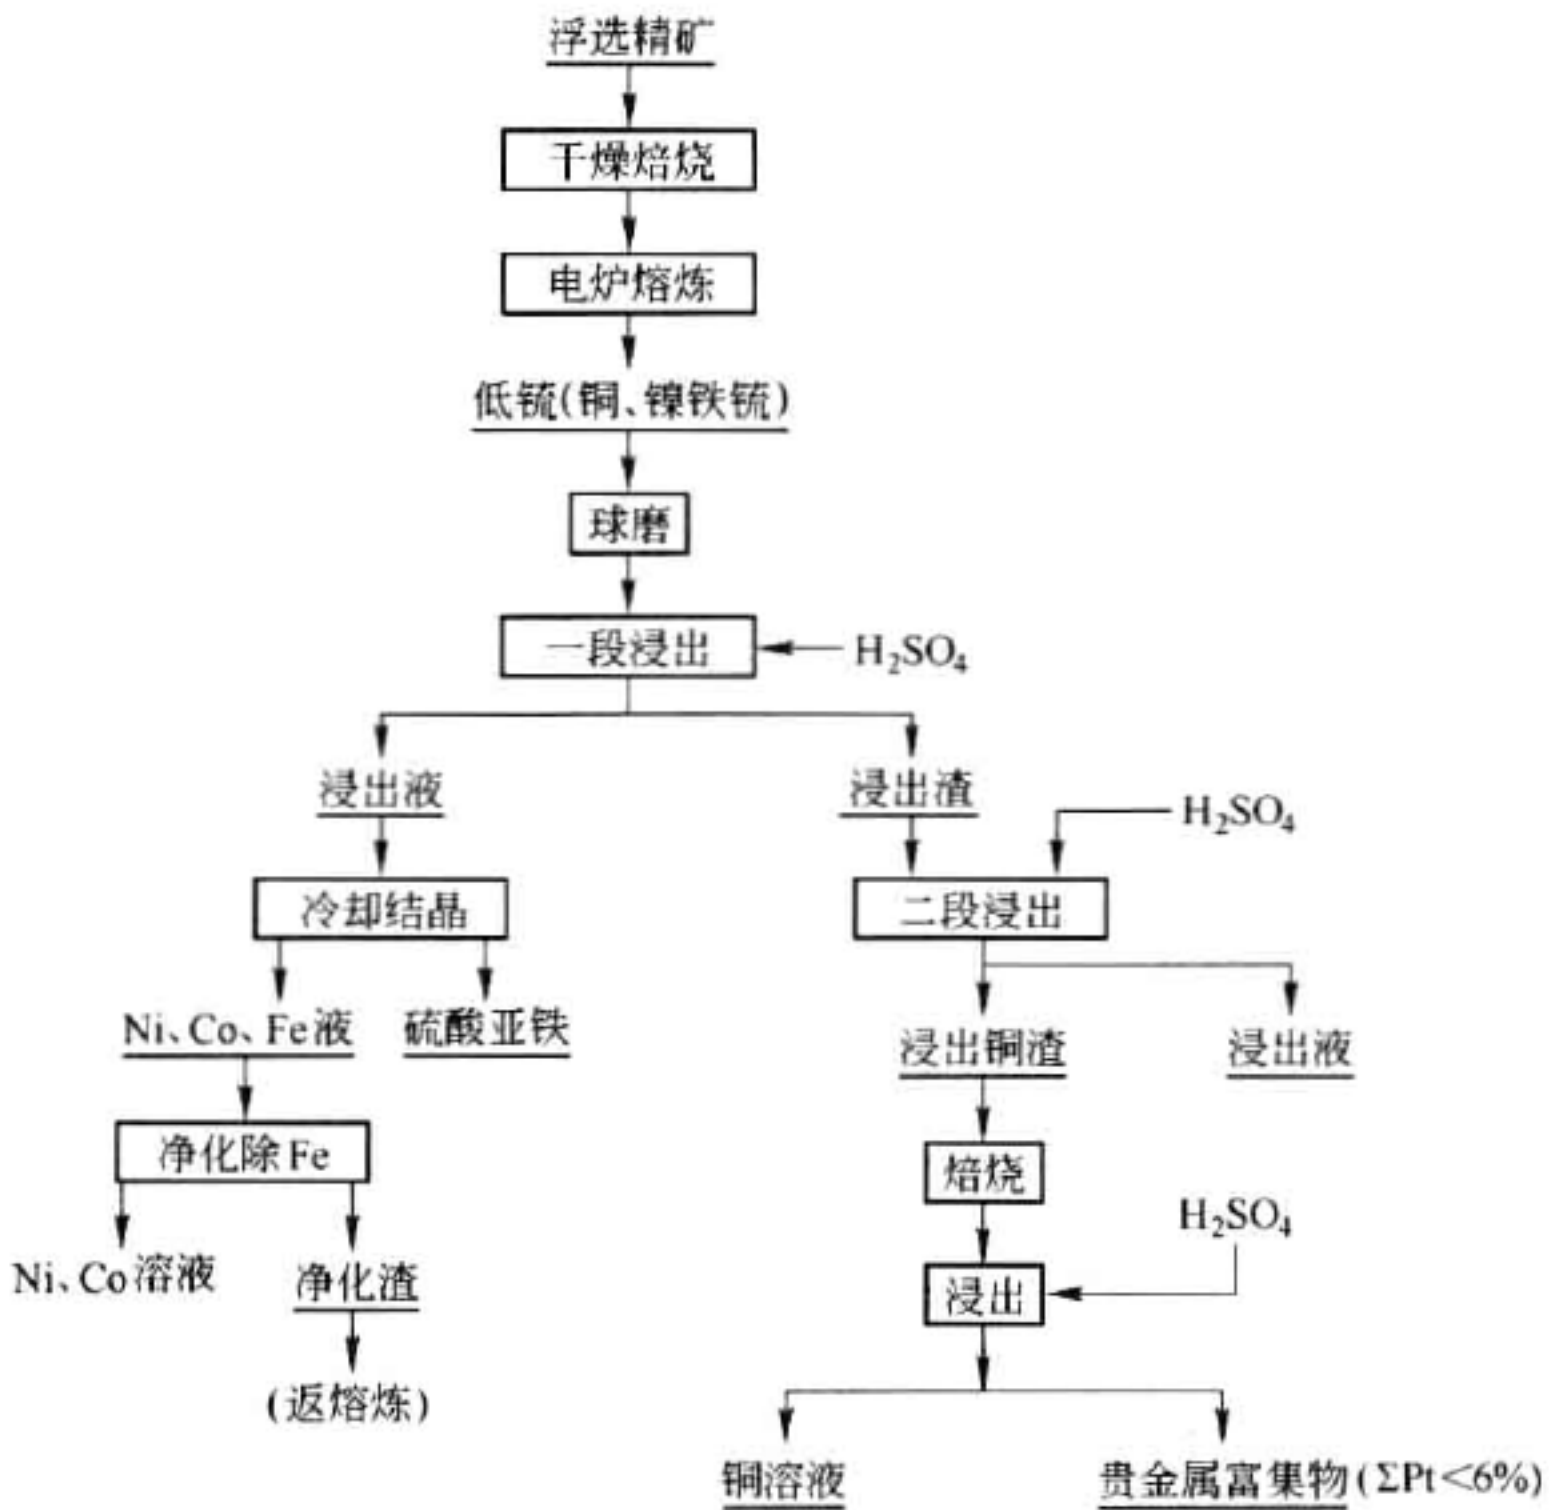 浮选精矿
干燥焙烧
电炉熔炼
低锍(铜、镍铁锍)
球磨
一段浸出
H₂SO₄
浸出液
浸出渣
H₂SO₄
冷却结晶
二段浸出
Ni、Co、Fe液
硫酸亚铁
浸出铜渣
浸出液
净化除Fe
焙烧
H₂SO₄
Ni、Co溶液
净化渣
浸出
(返熔炼)
铜溶液
贵金属富集物(ΣPt<6%)